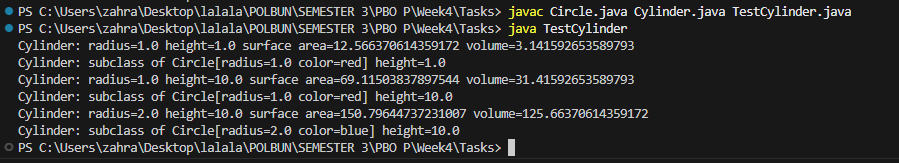 PS C:\Users\zahra\Desktop\lalala\POLBUN\SEMESTER 3\PBO P\Week4\Tasks> javac Circle.java Cylinder.java TestCylinder.java
PS C:\Users\zahra\Desktop\lalala\POLBUN\SEMESTER 3\PBO P\Week4\Tasks> java TestCylinder
Cylinder: radius=1.0 height=1.0 surface area=12.566370614359172 volume=3.141592653589793
Cylinder: subclass of Circle[radius=1.0 color=red] height=1.0
Cylinder: radius=1.0 height=10.0 surface area=69.11503837897544 volume=31.41592653589793
Cylinder: subclass of Circle[radius=1.0 color=red] height=10.0
Cylinder: radius=2.0 height=10.0 surface area=150.79644737231007 volume=125.66370614359172
Cylinder: subclass of Circle[radius=2.0 color=blue] height=10.0
PS C:\Users\zahra\Desktop\lalala\POLBUN\SEMESTER 3\PBO P\Week4\Tasks>